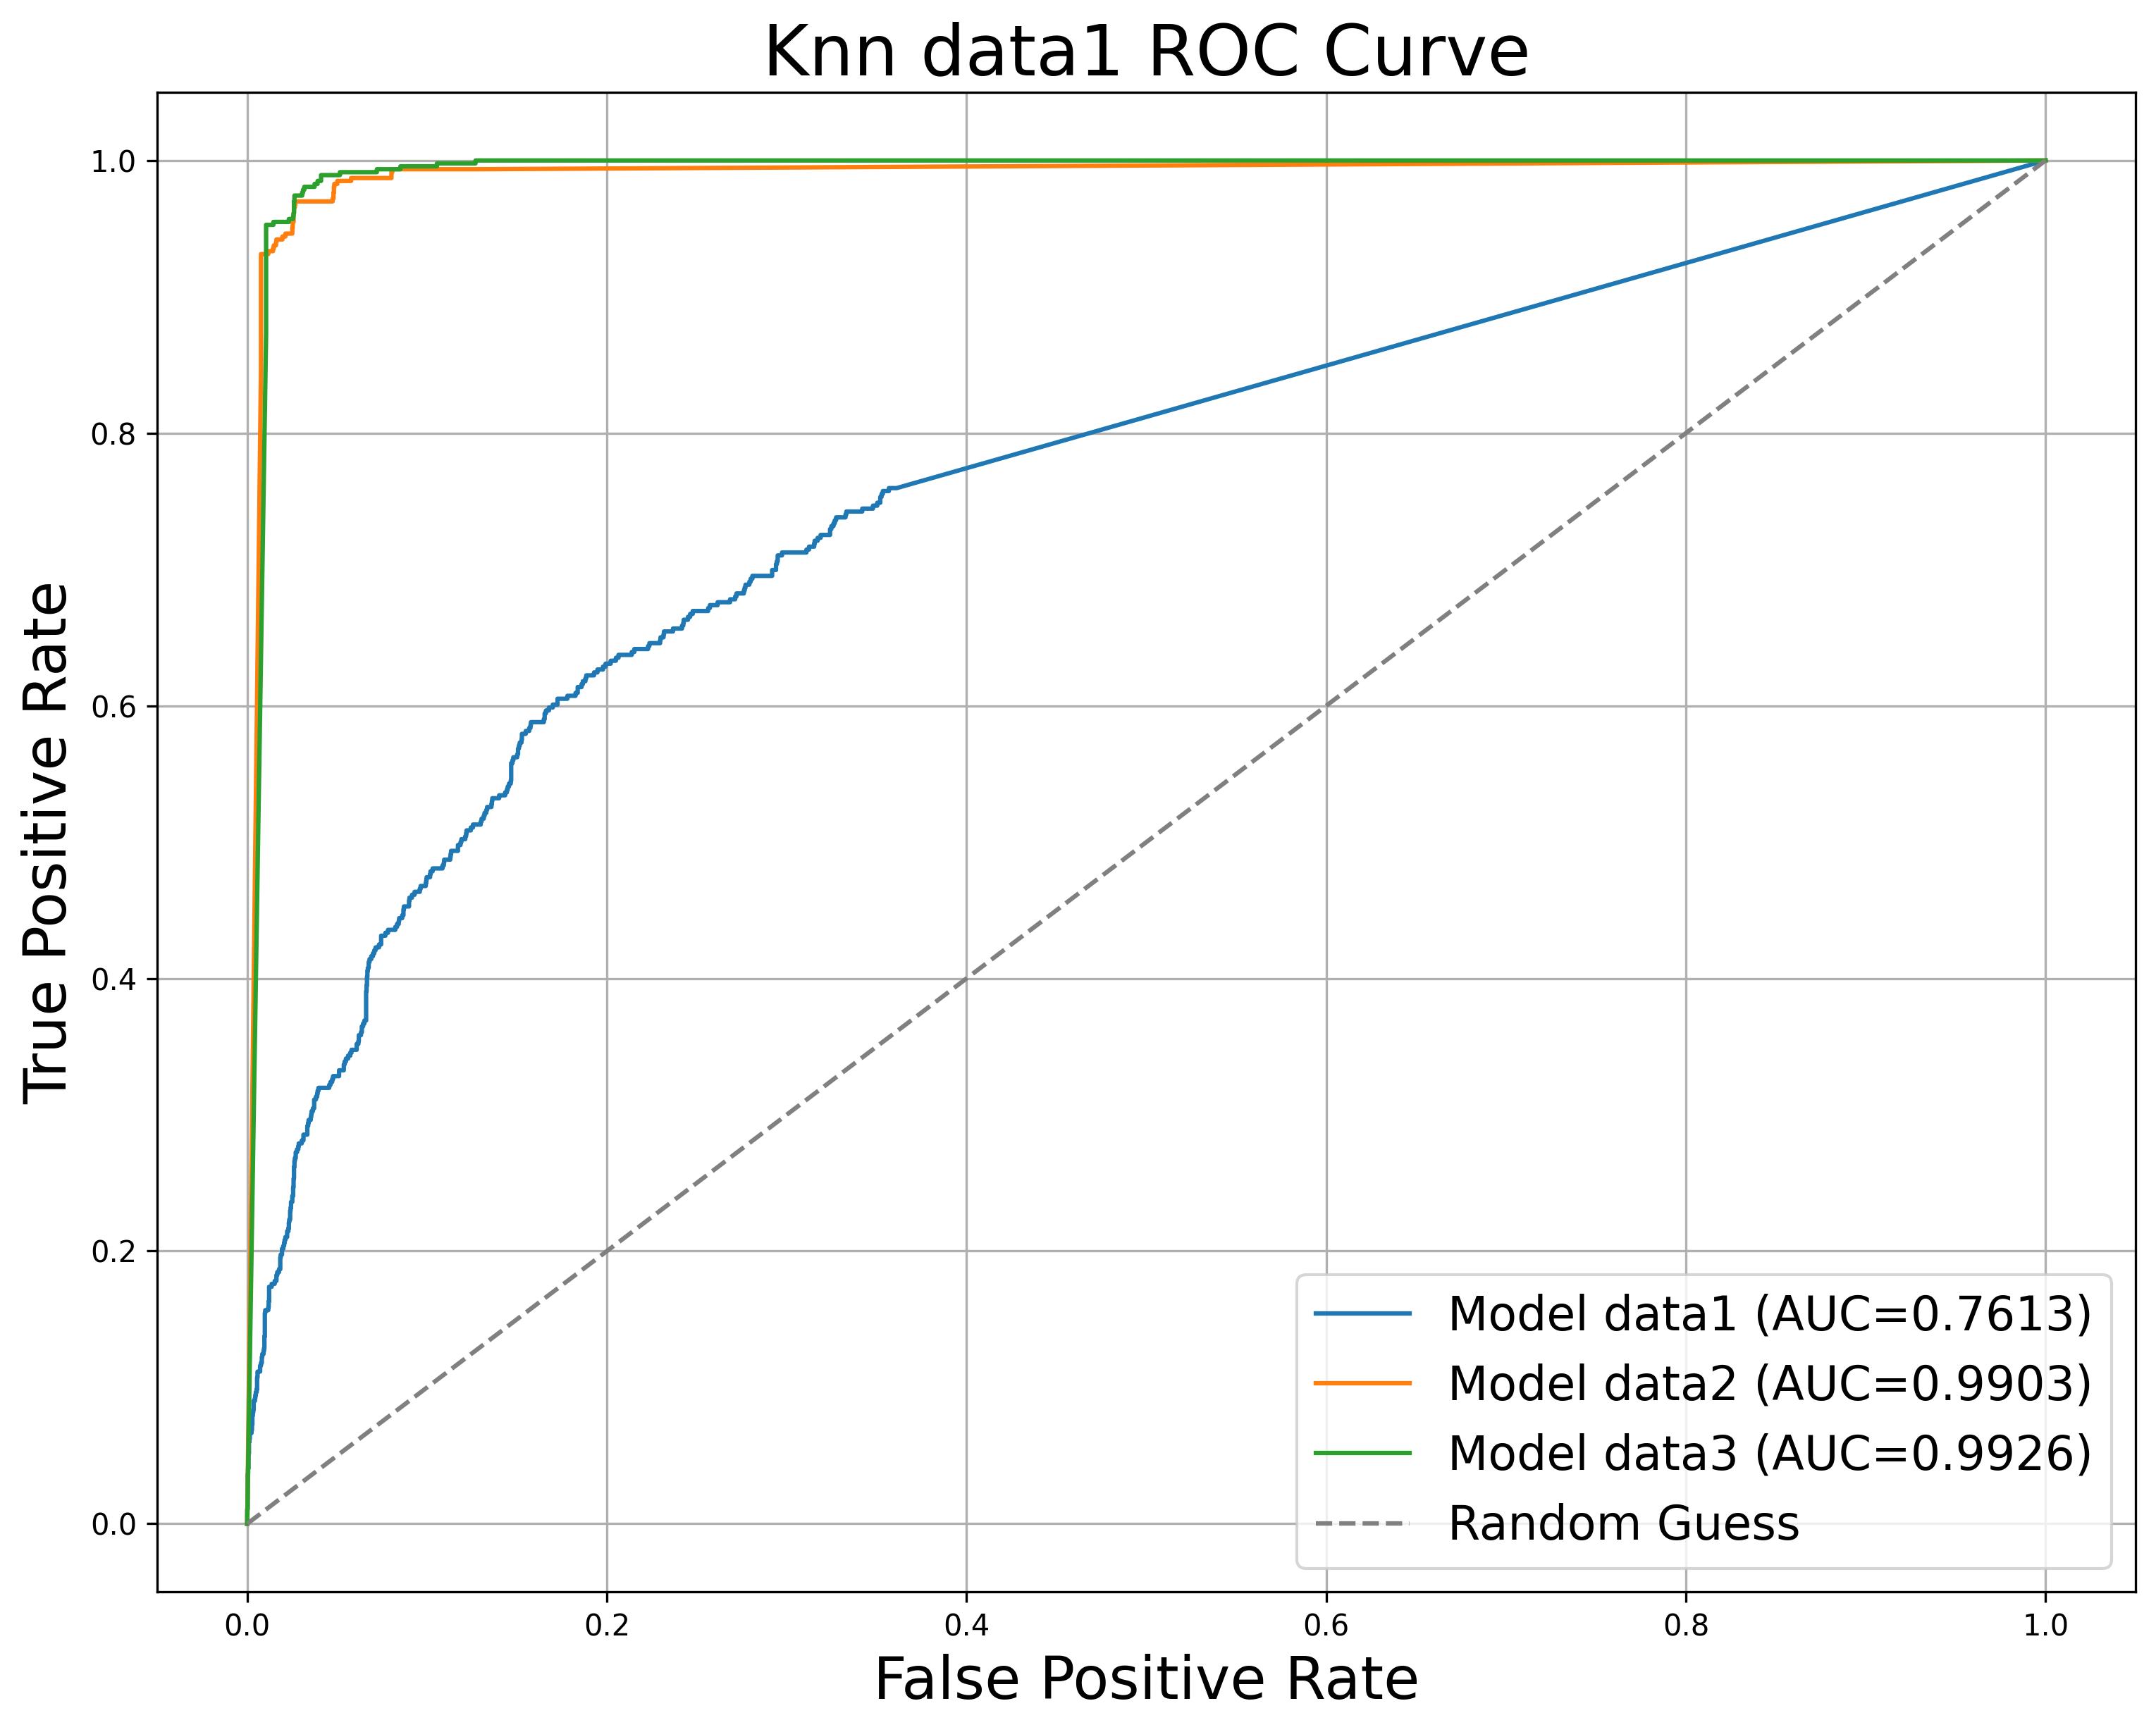 Knn data1 ROC Curve
True Positive Rate
1.0
0.8
0.6
0.4
0.2
0.0
Model data1 (AUC=0.7613)
Model data2 (AUC=0.9903)
Model data3 (AUC=0.9926)
Random Guess
0.0 0.2 0.4 0.6 0.8 1.0
False Positive Rate